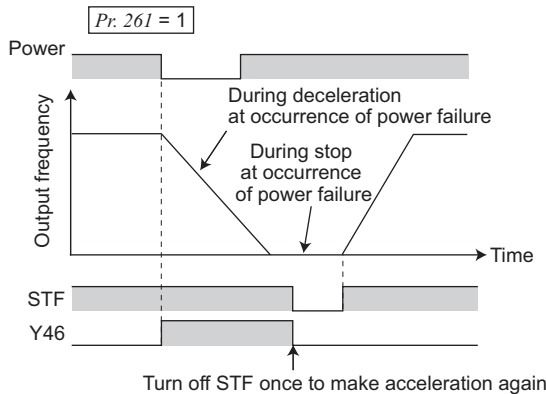 Pr. 261 = 1
Power
During deceleration
at occurrence of power failure
During stop
at occurrence
of power failure
Output frequency
Time
STF
Y46
Turn off STF once to make acceleration again